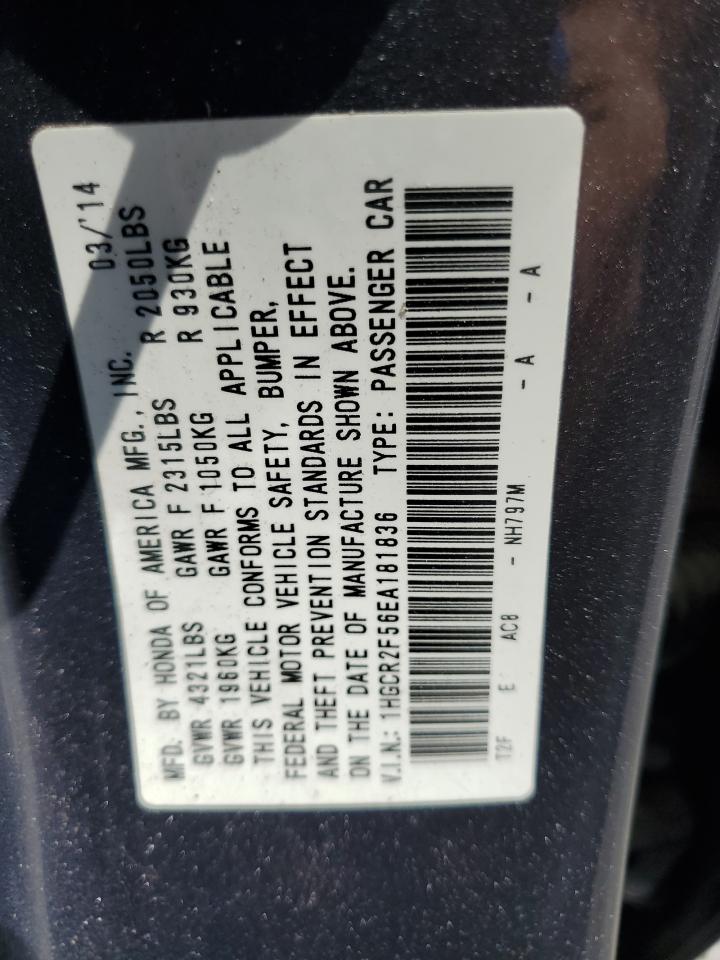 MFD. BY HONDA OF AMERICA MFG., INC. 03/'14
GVWR 4321LBS GAWR F 2315LBS R 2050LBS
GVWR 1960KG GAWR F 1050KG R 930KG
THIS VEHICLE CONFORMS TO ALL APPLICABLE
FEDERAL MOTOR VEHICLE SAFETY, BUMPER,
AND THEFT PREVENTION STANDARDS IN EFFECT
ON THE DATE OF MANUFACTURE SHOWN ABOVE.
V.I.N.: 1HGCR2F56EA181836 TYPE: PASSENGER CAR
T2F E AC8 - NH797M - A - A